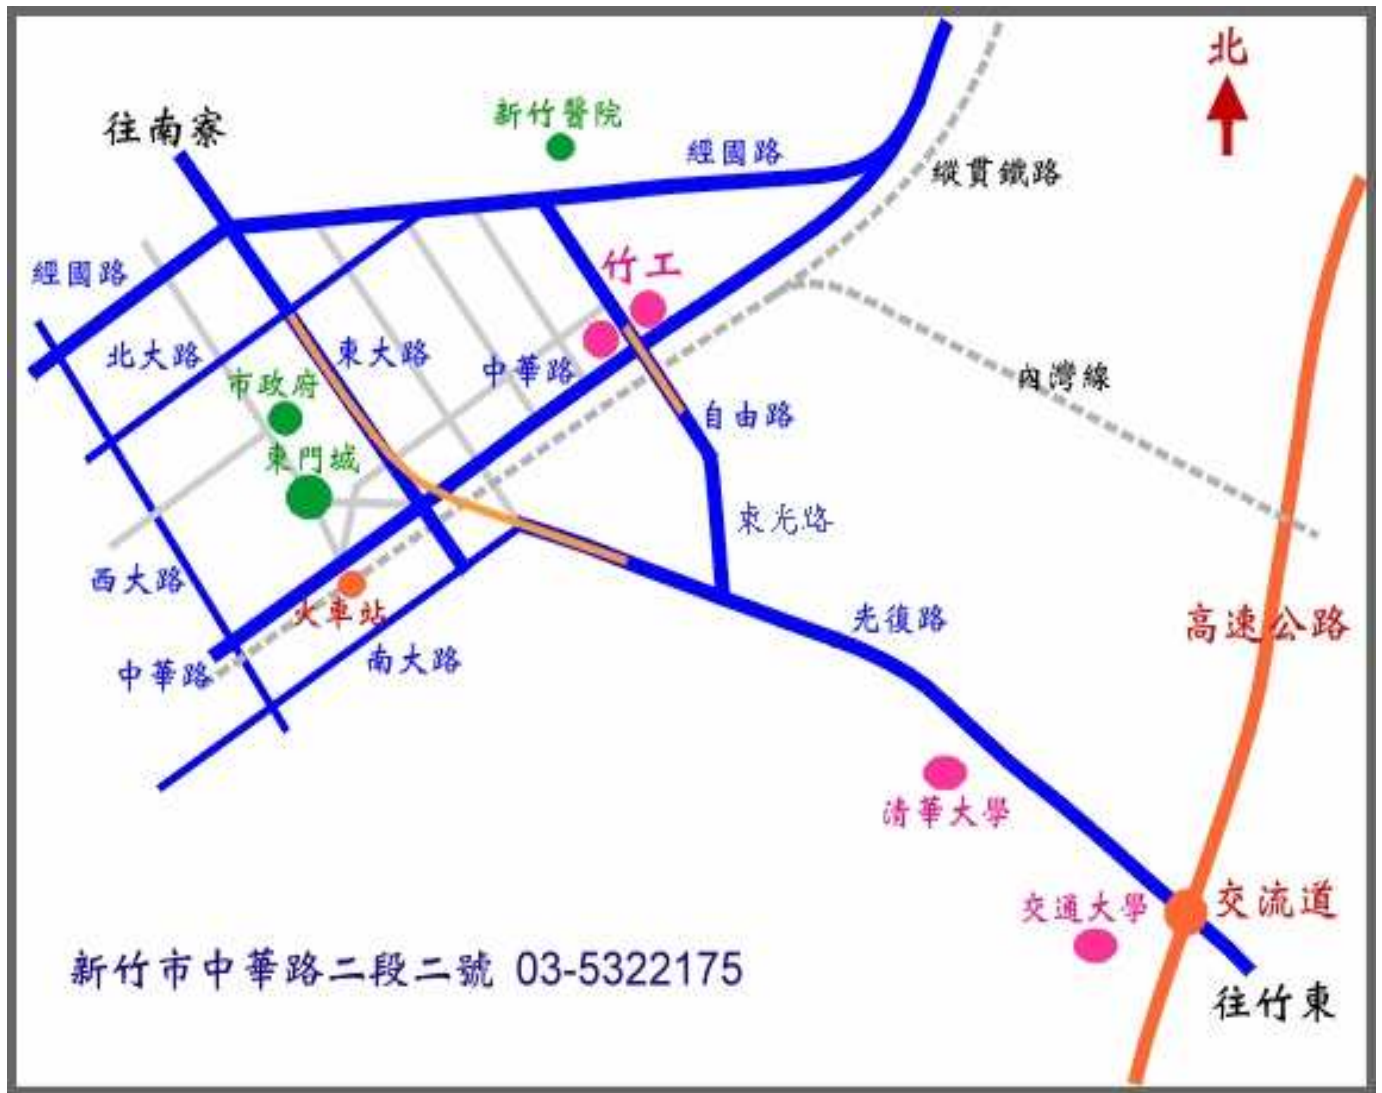 北
往南寮
新竹醫院
經國路
縱貫鐵路
竹工
經國路
北大路
東大路
中華路
市政府
內灣線
自由路
東門城
東光路
西大路
火車站
光復路
高速公路
南大路
中華路
清華大學
交通大學
交流道
新竹市中華路二段二號 03-5322175
往竹東